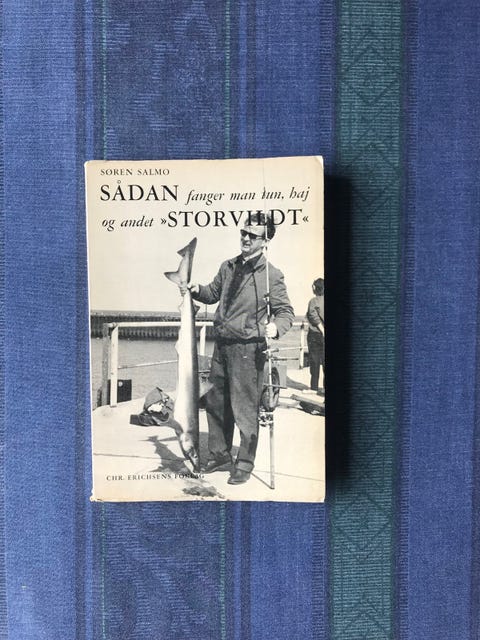 SØREN SALMO
SÅDAN fanger man tun, haj
og andet »STORVILDT«
CHR. ERICHSENS FORLAG